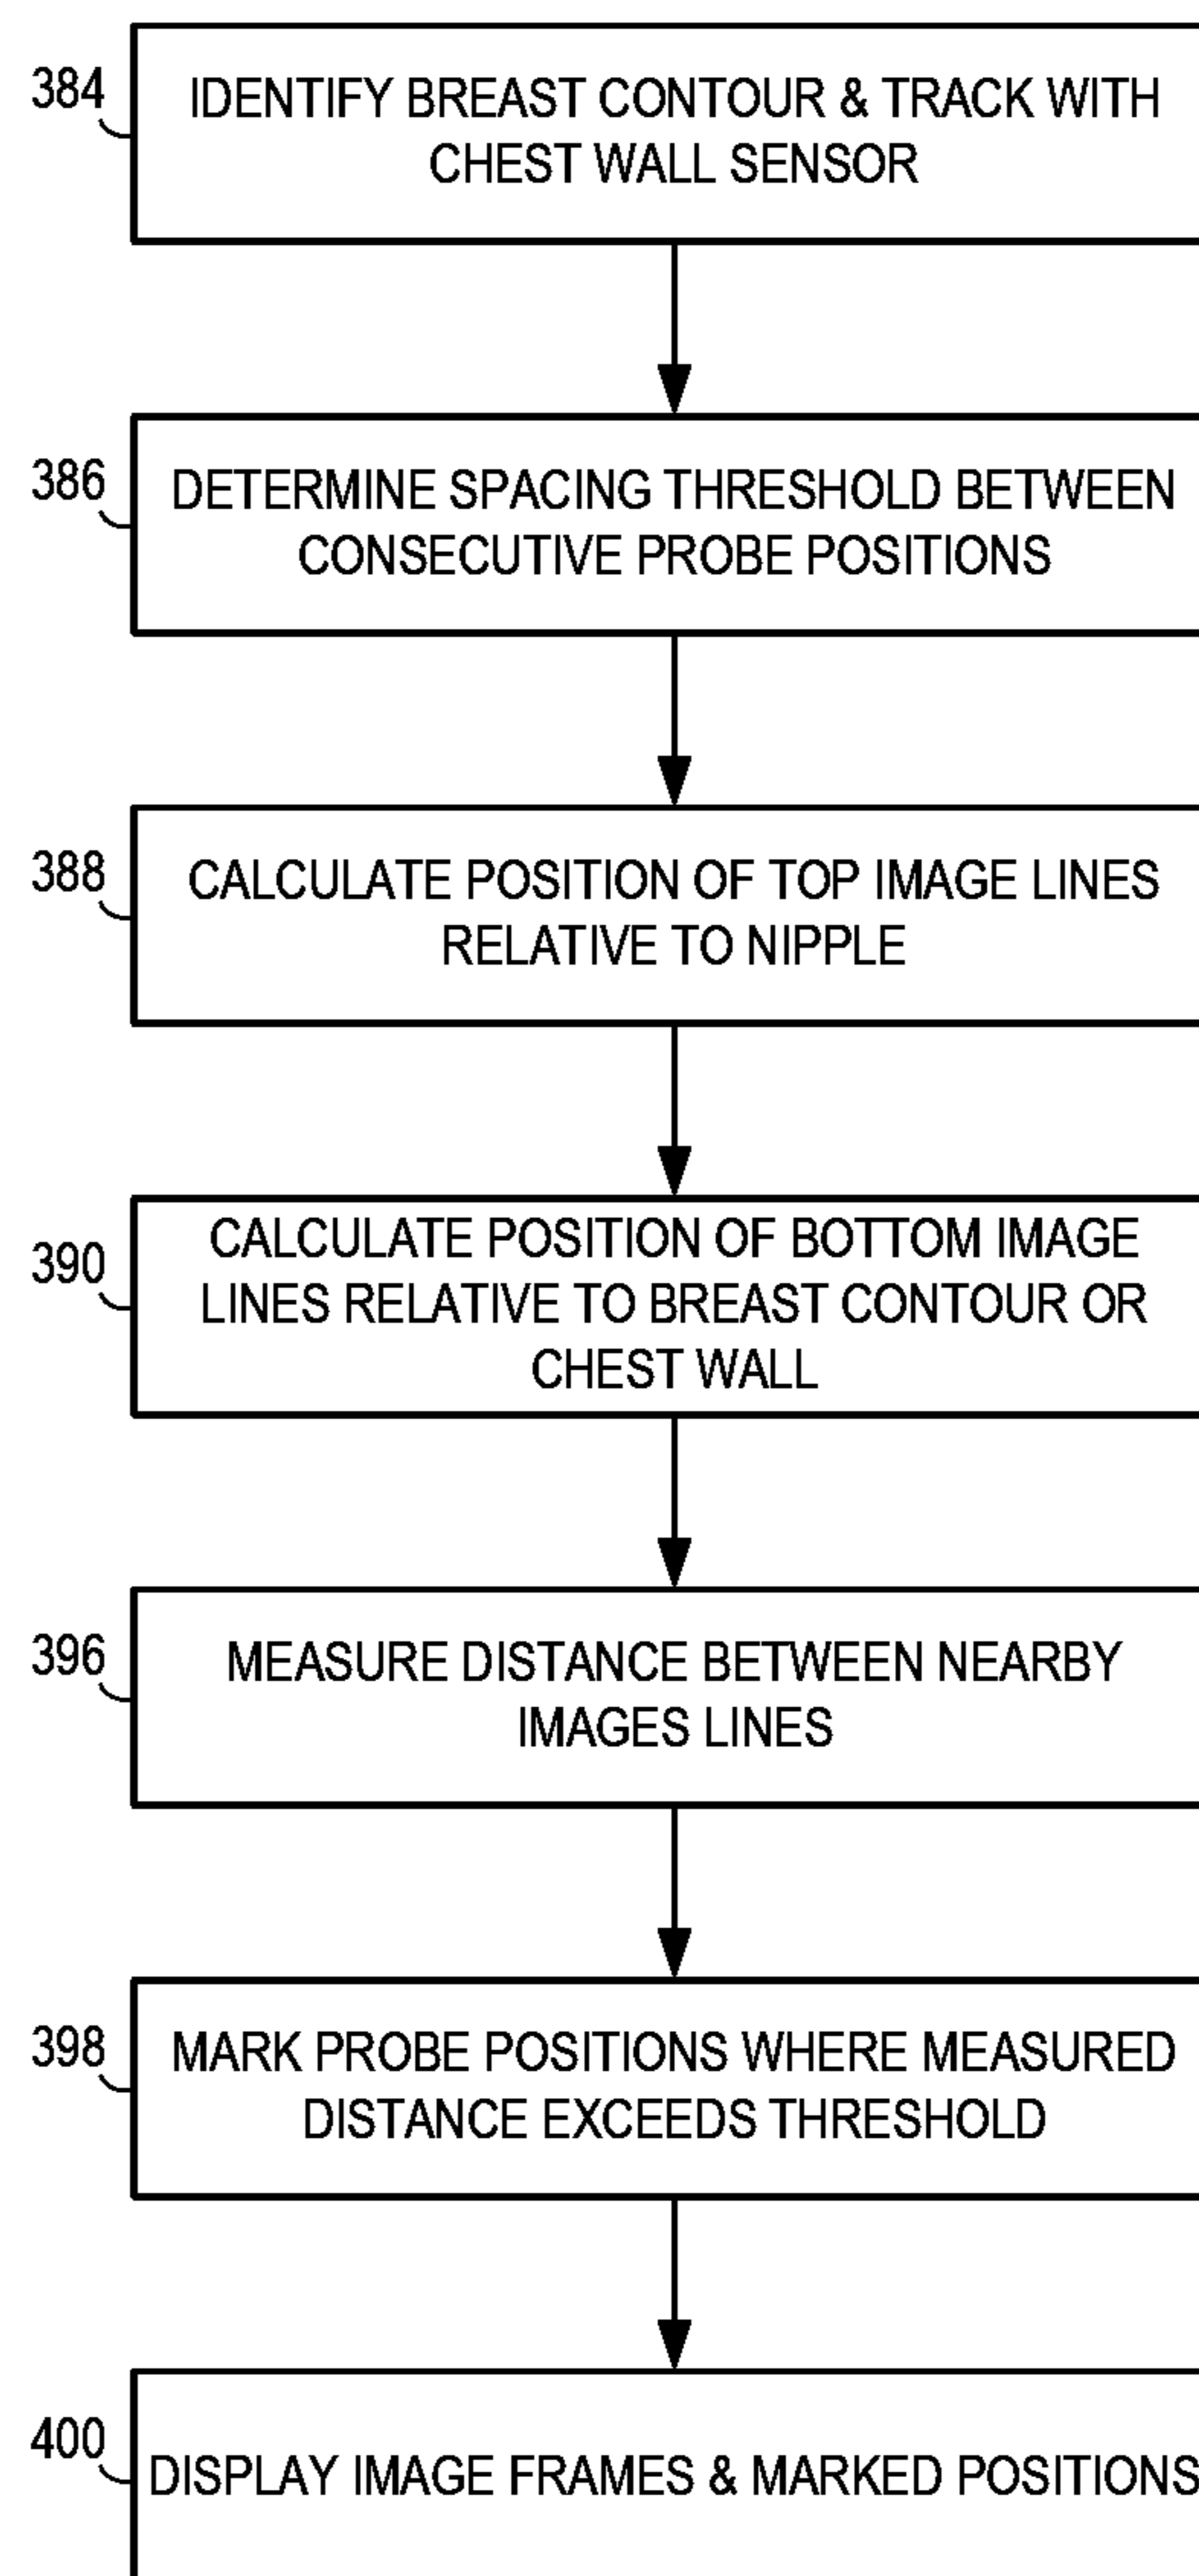 384
IDENTIFY BREAST CONTOUR & TRACK WITH
CHEST WALL SENSOR
386
DETERMINE SPACING THRESHOLD BETWEEN
CONSECUTIVE PROBE POSITIONS
388
CALCULATE POSITION OF TOP IMAGE LINES
RELATIVE TO NIPPLE
390
CALCULATE POSITION OF BOTTOM IMAGE
LINES RELATIVE TO BREAST CONTOUR OR
CHEST WALL
396
MEASURE DISTANCE BETWEEN NEARBY
IMAGES LINES
398
MARK PROBE POSITIONS WHERE MEASURED
DISTANCE EXCEEDS THRESHOLD
400
DISPLAY IMAGE FRAMES & MARKED POSITIONS